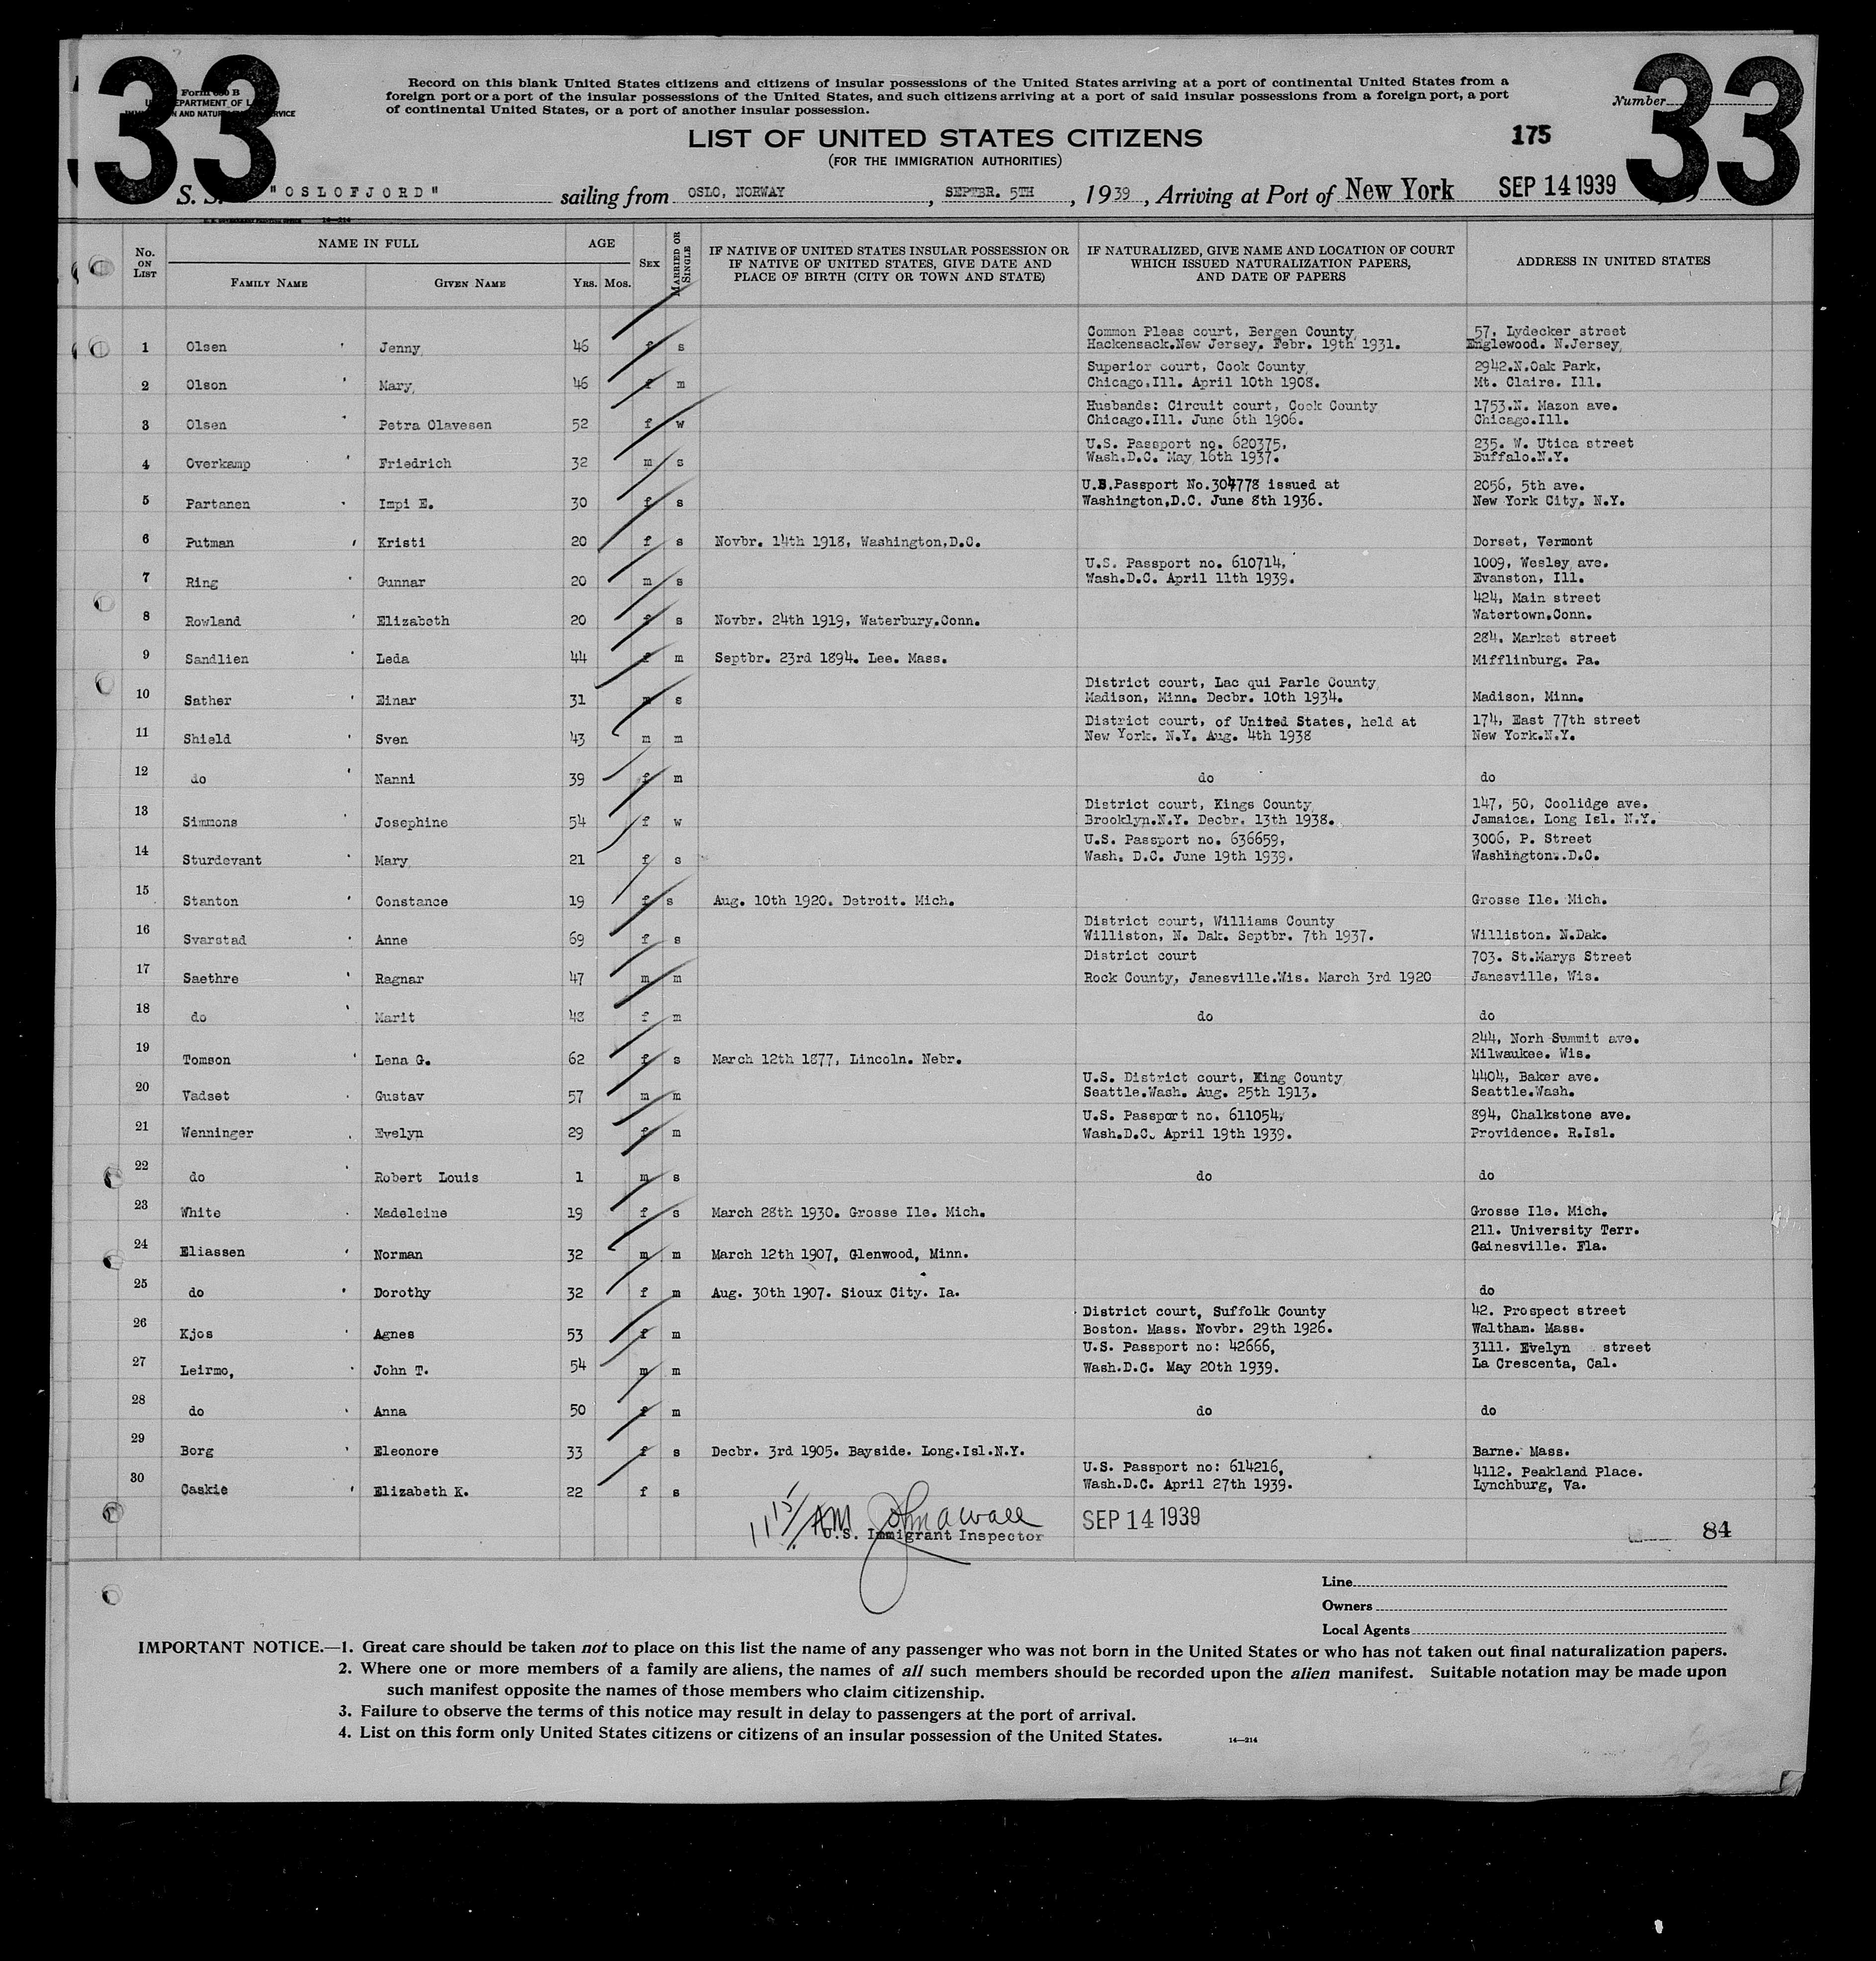 33
33
Form 630 B
Record on this blank United States citizens and citizens of insular possessions of the United States arriving at a port of continental United States from a
foreign port or a port of the insular possessions of the United States, and such citizens arriving at a port of said insular possessions from a foreign port, a port
of continental United States, or a port of another insular possession.
Number
LIST OF UNITED STATES CITIZENS
175
(FOR THE IMMIGRATION AUTHORITIES)
S. S. "OSLOFJORD" sailing from OSLO, NORWAY, SEPTBR. 5TH, 1939, Arriving at Port of New York SEP 14 1939
No. ON LIST
NAME IN FULL
FAMILY NAME
GIVEN NAME
AGE
YRS. MOS.
SEX
MARRIED OR SINGLE
IF NATIVE OF UNITED STATES INSULAR POSSESSION OR
IF NATIVE OF UNITED STATES, GIVE DATE AND
PLACE OF BIRTH (CITY OR TOWN AND STATE)
IF NATURALIZED, GIVE NAME AND LOCATION OF COURT
WHICH ISSUED NATURALIZATION PAPERS,
AND DATE OF PAPERS
ADDRESS IN UNITED STATES
Common Pleas court, Bergen County, 57, Lydecker street
1 Olsen Jenny, 46 f s Hackensack.New Jersey. Febr. 19th 1931. Englewood. N.Jersey,
Superior court, Cook County, 2942.N.Oak Park.
2 Olson Mary, 46 f m Chicago.Ill. April 10th 1908. Mt. Claire. Ill.
Husbands: Circuit court, Cook County 1753.N. Mazon ave.
3 Olsen Petra Olavesen 52 f w Chicago.Ill. June 6th 1906. Chicago.Ill.
U.S. Passport no. 620375, 235. W. Utica street
4 Overkamp Friedrich 32 m s Wash.D.C. May 16th 1937. Buffalo.N.Y.
U.S.Passport No.304778 issued at 2056, 5th ave.
5 Partanen Impi E. 30 f s Washington,D.C. June 8th 1936. New York City. N.Y.
6 Putman Kristi 20 f s Novbr. 14th 1918, Washington,D.C. Dorset, Vermont
U.S. Passport no. 610714, 1009, Wesley ave.
7 Ring Gunnar 20 m s Wash.D.C. April 11th 1939. Evanston, Ill.
424, Main street
8 Rowland Elizabeth 20 f s Novbr. 24th 1919, Waterbury.Conn. Watertown.Conn.
284. Market street
9 Sandlien Leda 44 f m Septbr. 23rd 1894. Lee. Mass. Mifflinburg. Pa.
District court, Lac qui Parle County,
10 Sather Einar 31 m s Madison, Minn. Decbr. 10th 1934. Madison, Minn.
District court, of United States, held at 174, East 77th street
11 Shield Sven 43 m m New York. N.Y. Aug. 4th 1938 New York.N.Y.
12 do Nanni 39 f m do do
District court, Kings County, 147, 50, Coolidge ave.
13 Simmons Josephine 54 f w Brooklyn.N.Y. Decbr. 13th 1938. Jamaica. Long Isl. N.Y.
U.S. Passport no. 636659, 3006, P. Street
14 Sturdevant Mary 21 f s Wash. D.C. June 19th 1939. Washington..D.C.
15 Stanton Constance 19 f s Aug. 10th 1920. Detroit. Mich. Grosse Ile. Mich.
District court, Williams County
16 Svarstad Anne 69 f s Williston, N. Dak. Septbr. 7th 1937. Williston. N.Dak.
District court 703. St.Marys Street
17 Saethre Ragnar 47 m m Rock County, Janesville.Wis. March 3rd 1920 Janesville, Wis.
18 do Marit 48 f m do do
244, Norh Summit ave.
19 Tomson Lena G. 62 f s March 12th 1877, Lincoln. Nebr. Milwaukee. Wis.
U.S. District court, King County, 4404, Baker ave.
20 Vadset Gustav 57 m m Seattle.Wash. Aug. 25th 1913. Seattle.Wash.
U.S. Passport no. 611054, 894, Chalkstone ave.
21 Wenninger Evelyn 29 f m Wash.D.C. April 19th 1939. Providence. R.Isl.
22 do Robert Louis 1 m s do do
23 White Madeleine 19 f s March 28th 1930. Grosse Ile. Mich. Grosse Ile. Mich.
211. University Terr.
24 Eliassen Norman 32 m m March 12th 1907, Glenwood, Minn. Gainesville. Fla.
25 do Dorothy 32 f m Aug. 30th 1907. Sioux City. Ia. do
District court, Suffolk County 42. Prospect street
26 Kjos Agnes 53 f m Boston. Mass. Novbr. 29th 1926. Waltham. Mass.
U.S. Passport no: 42666, 3111. Evelyn street
27 Leirmo, John T. 54 m m Wash.D.C. May 20th 1939. La Crescenta, Cal.
28 do Anna 50 f m do do
29 Borg Eleonore 33 f s Decbr. 3rd 1905. Bayside. Long.Isl.N.Y. Barne. Mass.
U.S. Passport no: 614216, 4112. Peakland Place.
30 Caskie Elizabeth K. 22 f s Wash.D.C. April 27th 1939. Lynchburg, Va.
11 15/ AM John a wall SEP 14 1939
U.S. Immigrant Inspector 84
Line
Owners
Local Agents
IMPORTANT NOTICE.—1. Great care should be taken not to place on this list the name of any passenger who was not born in the United States or who has not taken out final naturalization papers.
2. Where one or more members of a family are aliens, the names of all such members should be recorded upon the alien manifest. Suitable notation may be made upon
such manifest opposite the names of those members who claim citizenship.
3. Failure to observe the terms of this notice may result in delay to passengers at the port of arrival.
4. List on this form only United States citizens or citizens of an insular possession of the United States. 14—214